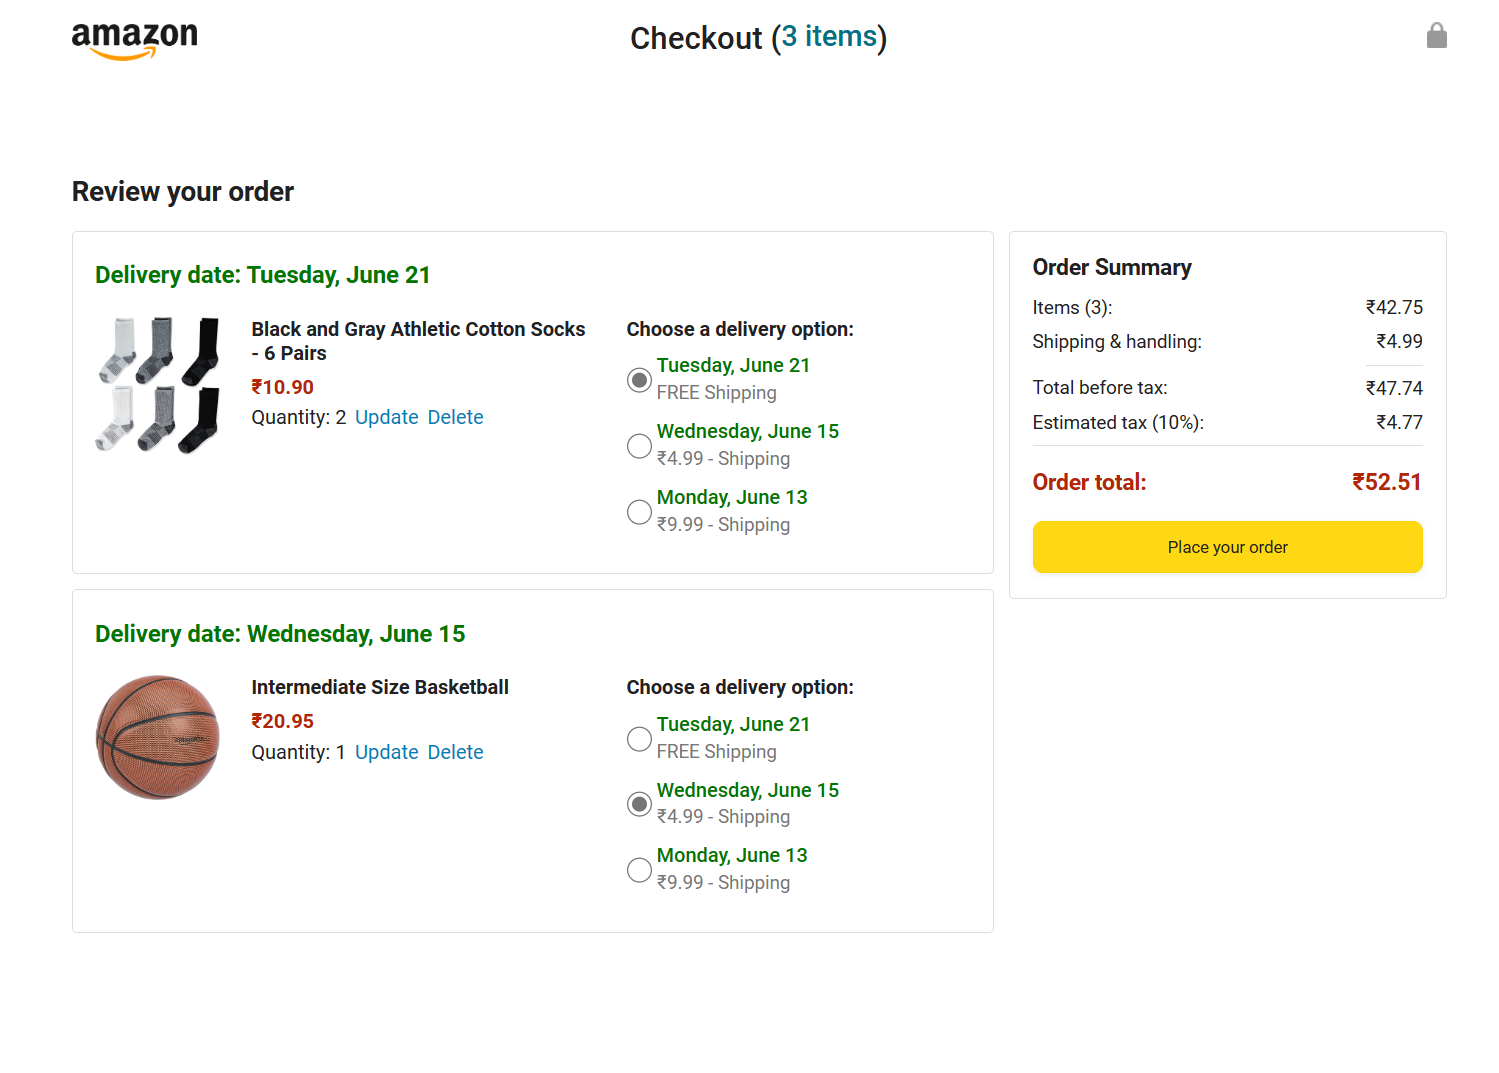 amazon
Checkout (3 items)
Review your order
Delivery date: Tuesday, June 21
Black and Gray Athletic Cotton Socks
- 6 Pairs
₹10.90
Quantity: 2 Update Delete
Choose a delivery option:
Tuesday, June 21
FREE Shipping
Wednesday, June 15
₹4.99 - Shipping
Monday, June 13
₹9.99 - Shipping
Delivery date: Wednesday, June 15
Intermediate Size Basketball
₹20.95
Quantity: 1 Update Delete
Choose a delivery option:
Tuesday, June 21
FREE Shipping
Wednesday, June 15
₹4.99 - Shipping
Monday, June 13
₹9.99 - Shipping
Order Summary
Items (3): ₹42.75
Shipping & handling: ₹4.99
Total before tax: ₹47.74
Estimated tax (10%): ₹4.77
Order total: ₹52.51
Place your order